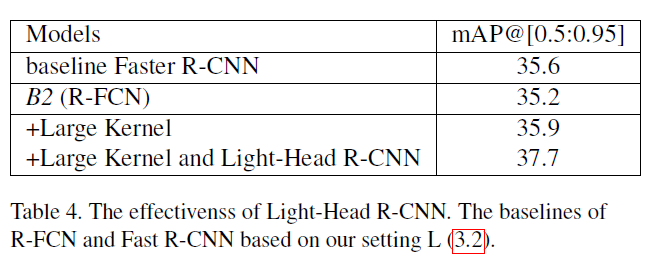 Models mAP@[0.5:0.95]
baseline Faster R-CNN 35.6
B2 (R-FCN) 35.2
+Large Kernel 35.9
+Large Kernel and Light-Head R-CNN 37.7
Table 4. The effectivenss of Light-Head R-CNN. The baselines of
R-FCN and Fast R-CNN based on our setting L (3.2).